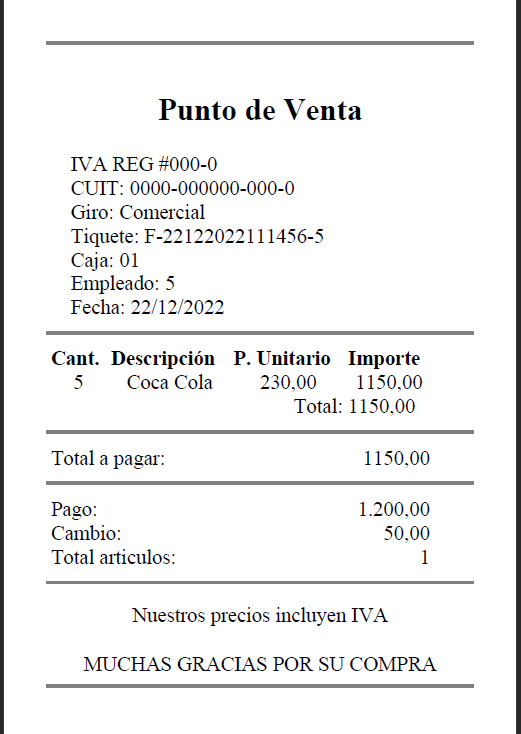 Punto de Venta
IVA REG #000-0
CUIT: 0000-000000-000-0
Giro: Comercial
Tiquete: F-22122022111456-5
Caja: 01
Empleado: 5
Fecha: 22/12/2022
Cant. Descripción P. Unitario Importe
5 Coca Cola 230,00 1150,00
Total: 1150,00
Total a pagar: 1150,00
Pago: 1.200,00
Cambio: 50,00
Total articulos: 1
Nuestros precios incluyen IVA
MUCHAS GRACIAS POR SU COMPRA